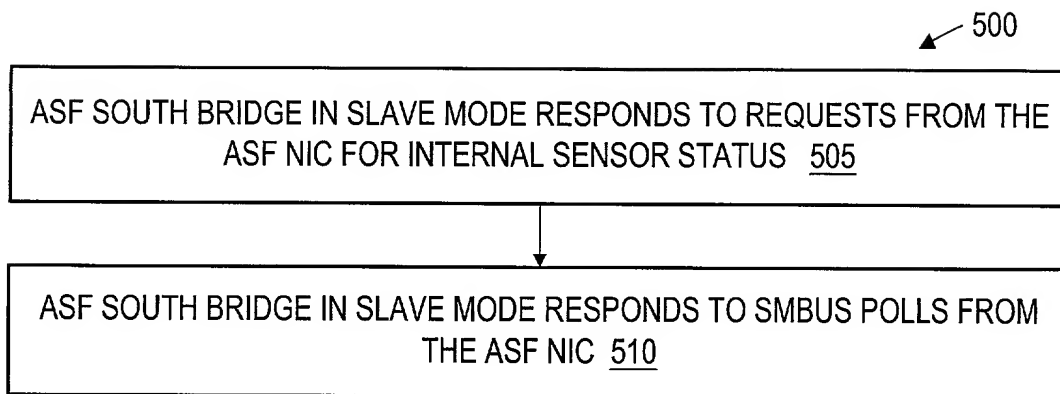 500
ASF SOUTH BRIDGE IN SLAVE MODE RESPONDS TO REQUESTS FROM THE
ASF NIC FOR INTERNAL SENSOR STATUS 505
ASF SOUTH BRIDGE IN SLAVE MODE RESPONDS TO SMBUS POLLS FROM
THE ASF NIC 510